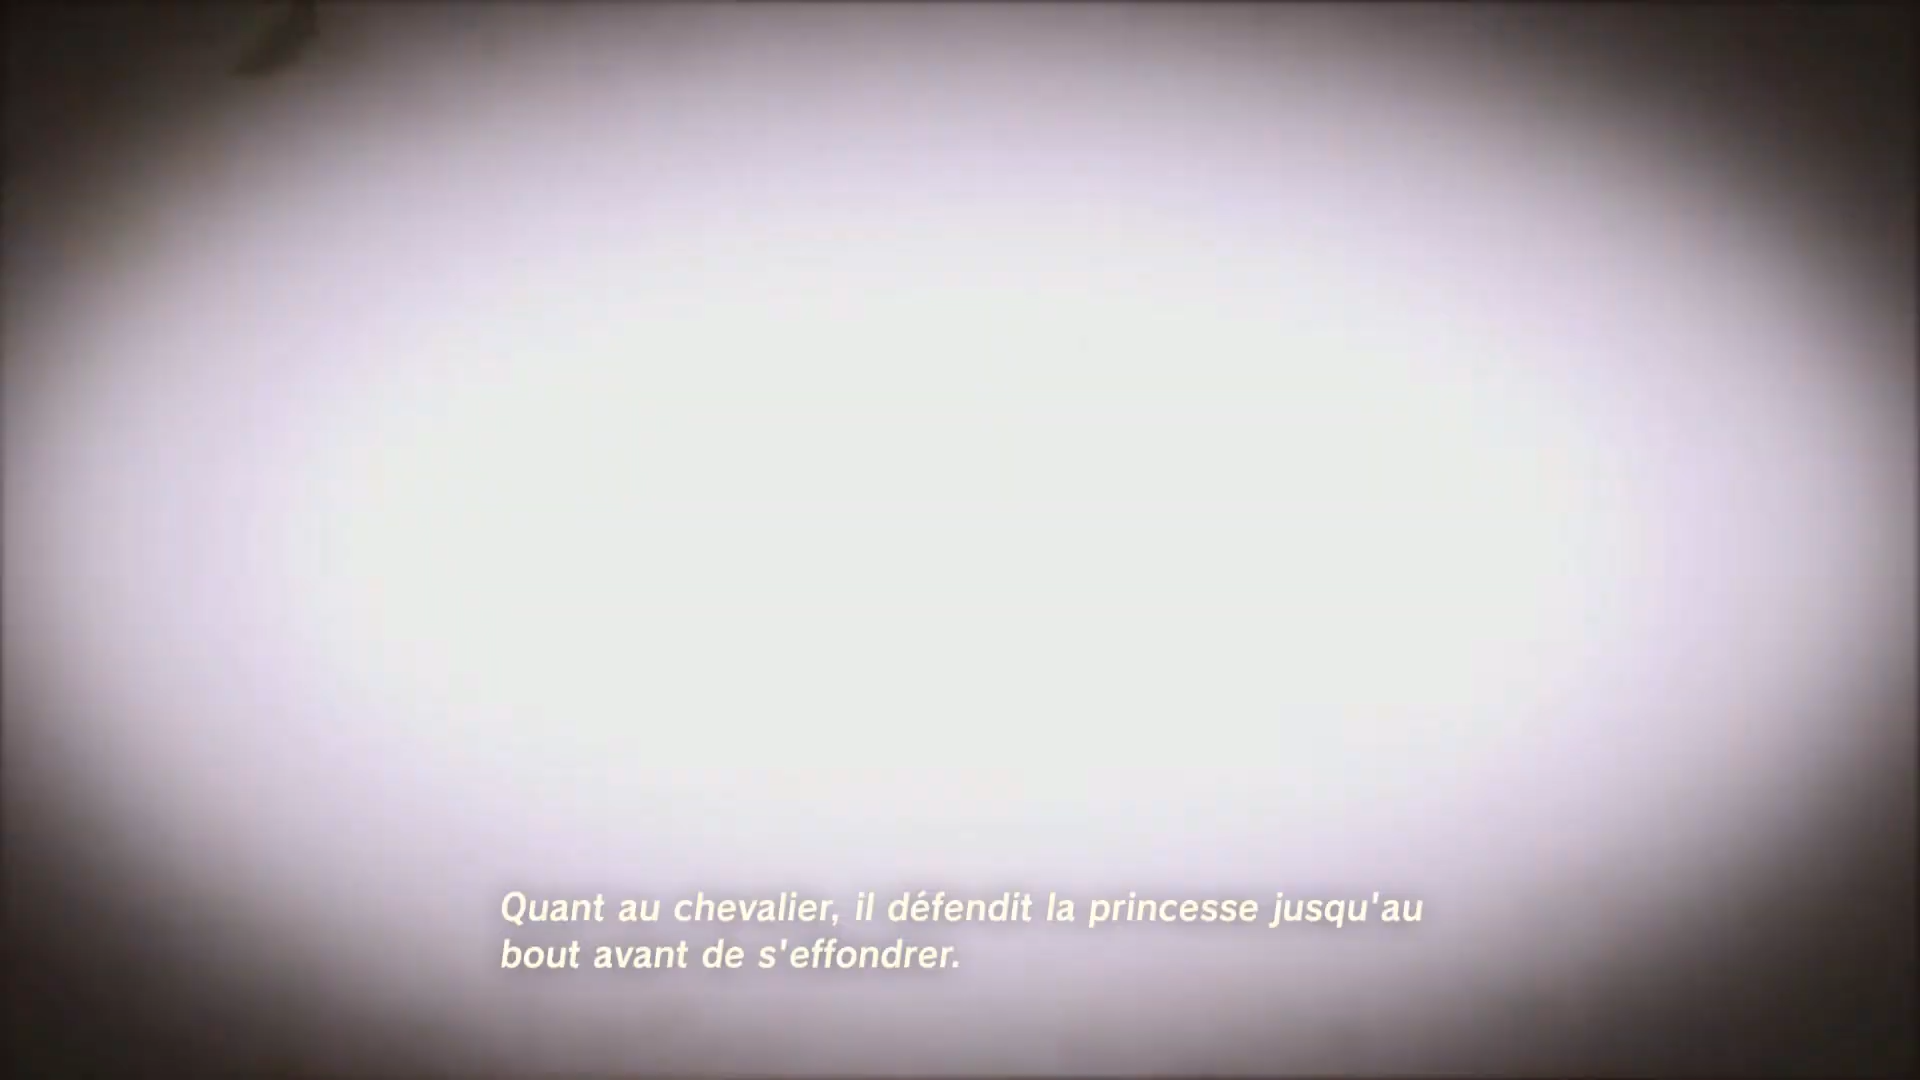 Quant au chevalier, il défendit la princesse jusqu'au
bout avant de s'effondrer.